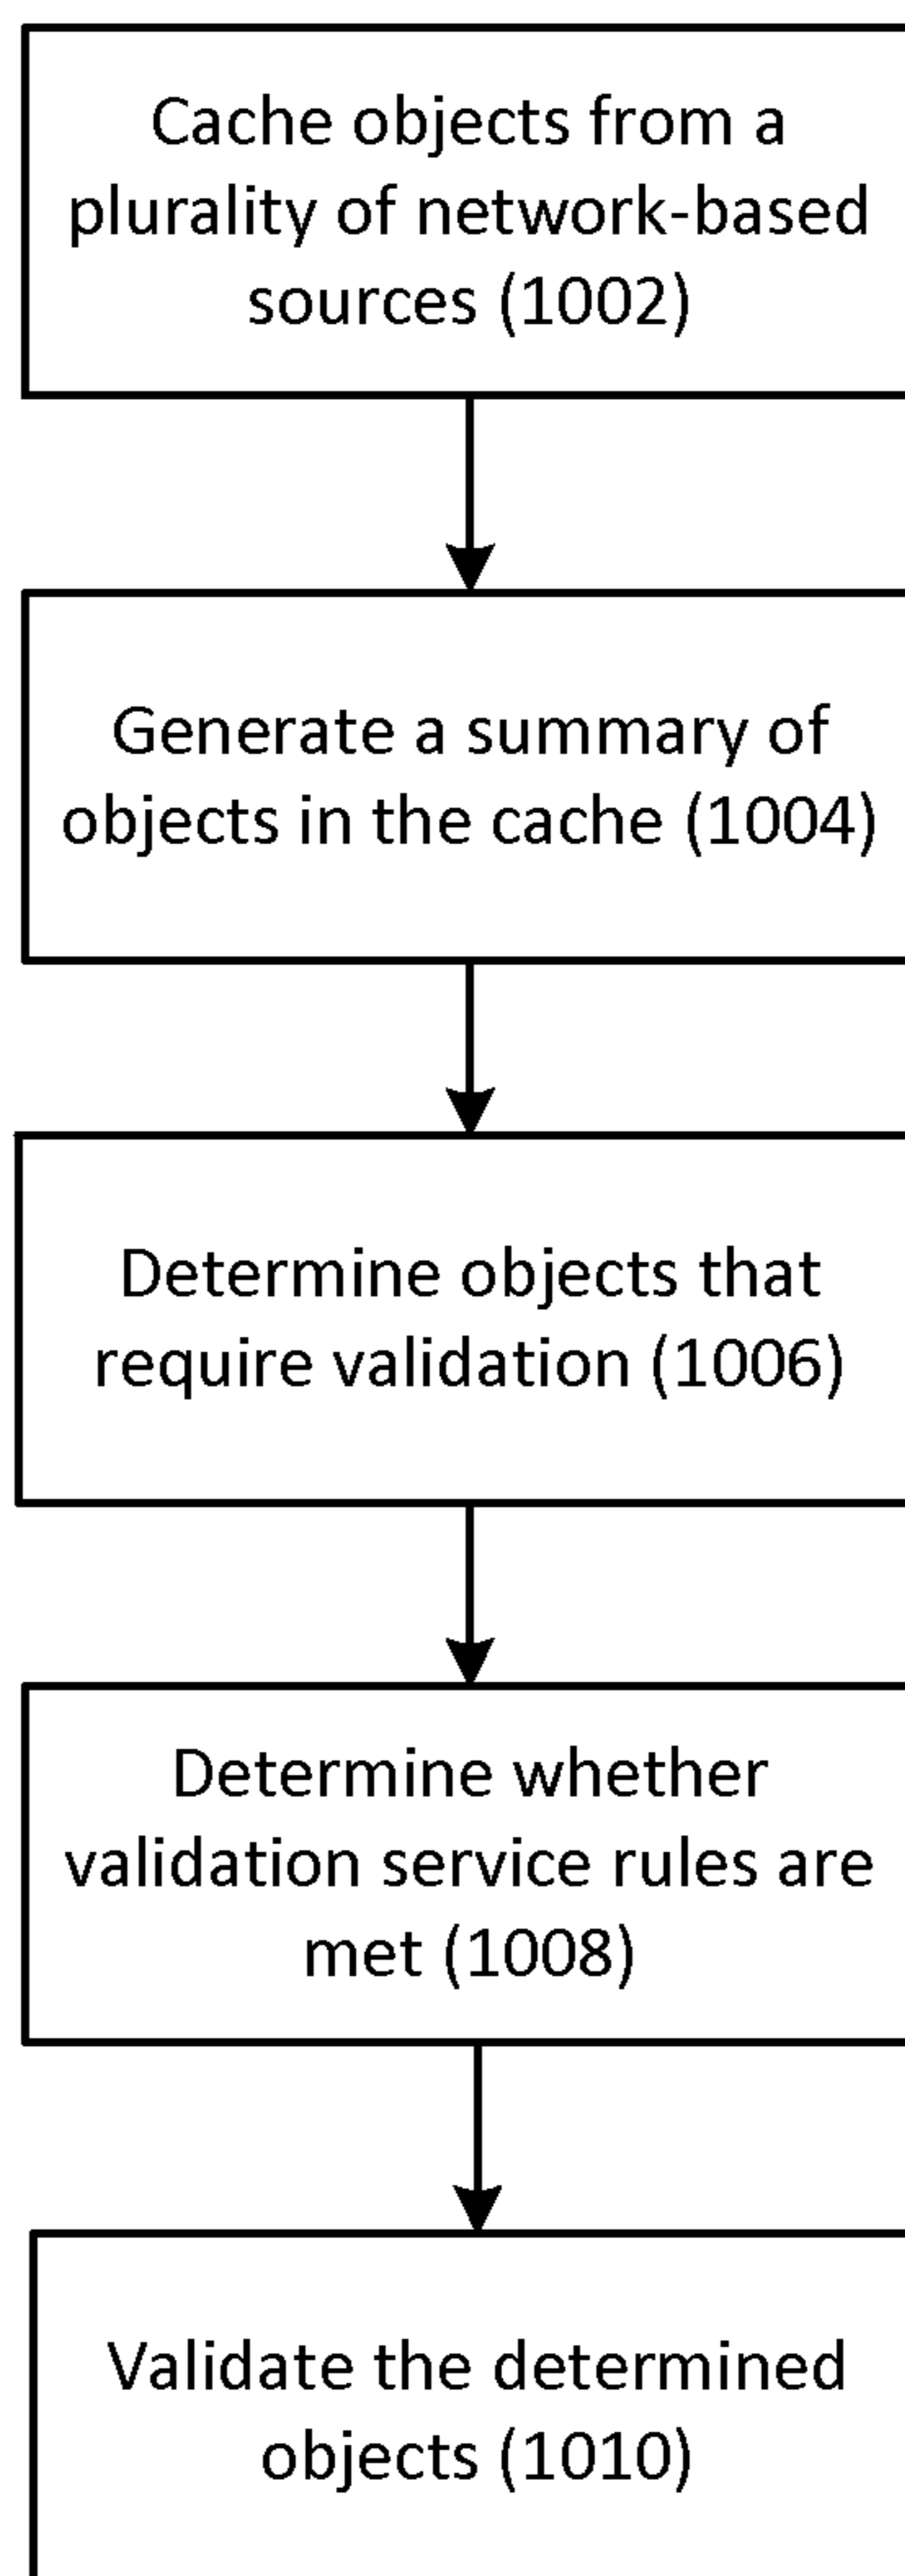 Cache objects from a
plurality of network-based
sources (1002)
Generate a summary of
objects in the cache (1004)
Determine objects that
require validation (1006)
Determine whether
validation service rules are
met (1008)
Validate the determined
objects (1010)